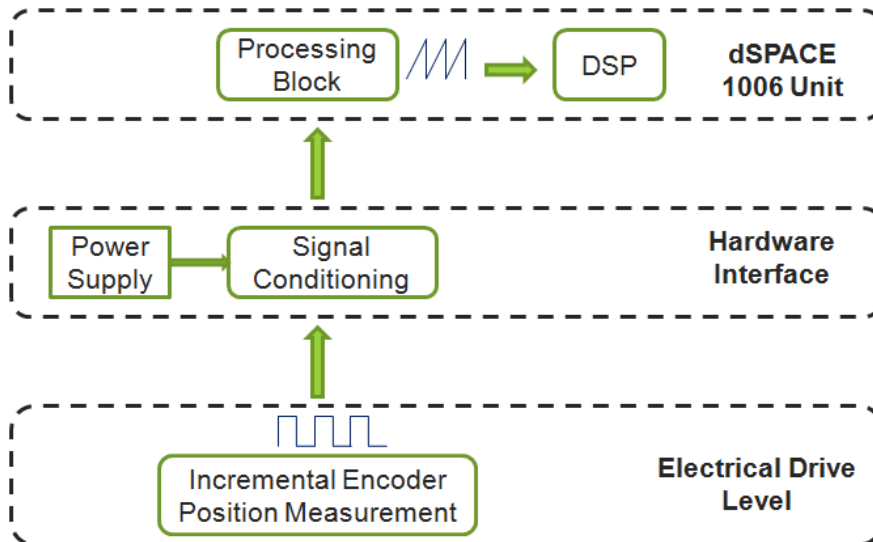 Processing
Block
DSP
dSPACE
1006 Unit
Power
Supply
Signal
Conditioning
Hardware
Interface
Incremental Encoder
Position Measurement
Electrical Drive
Level